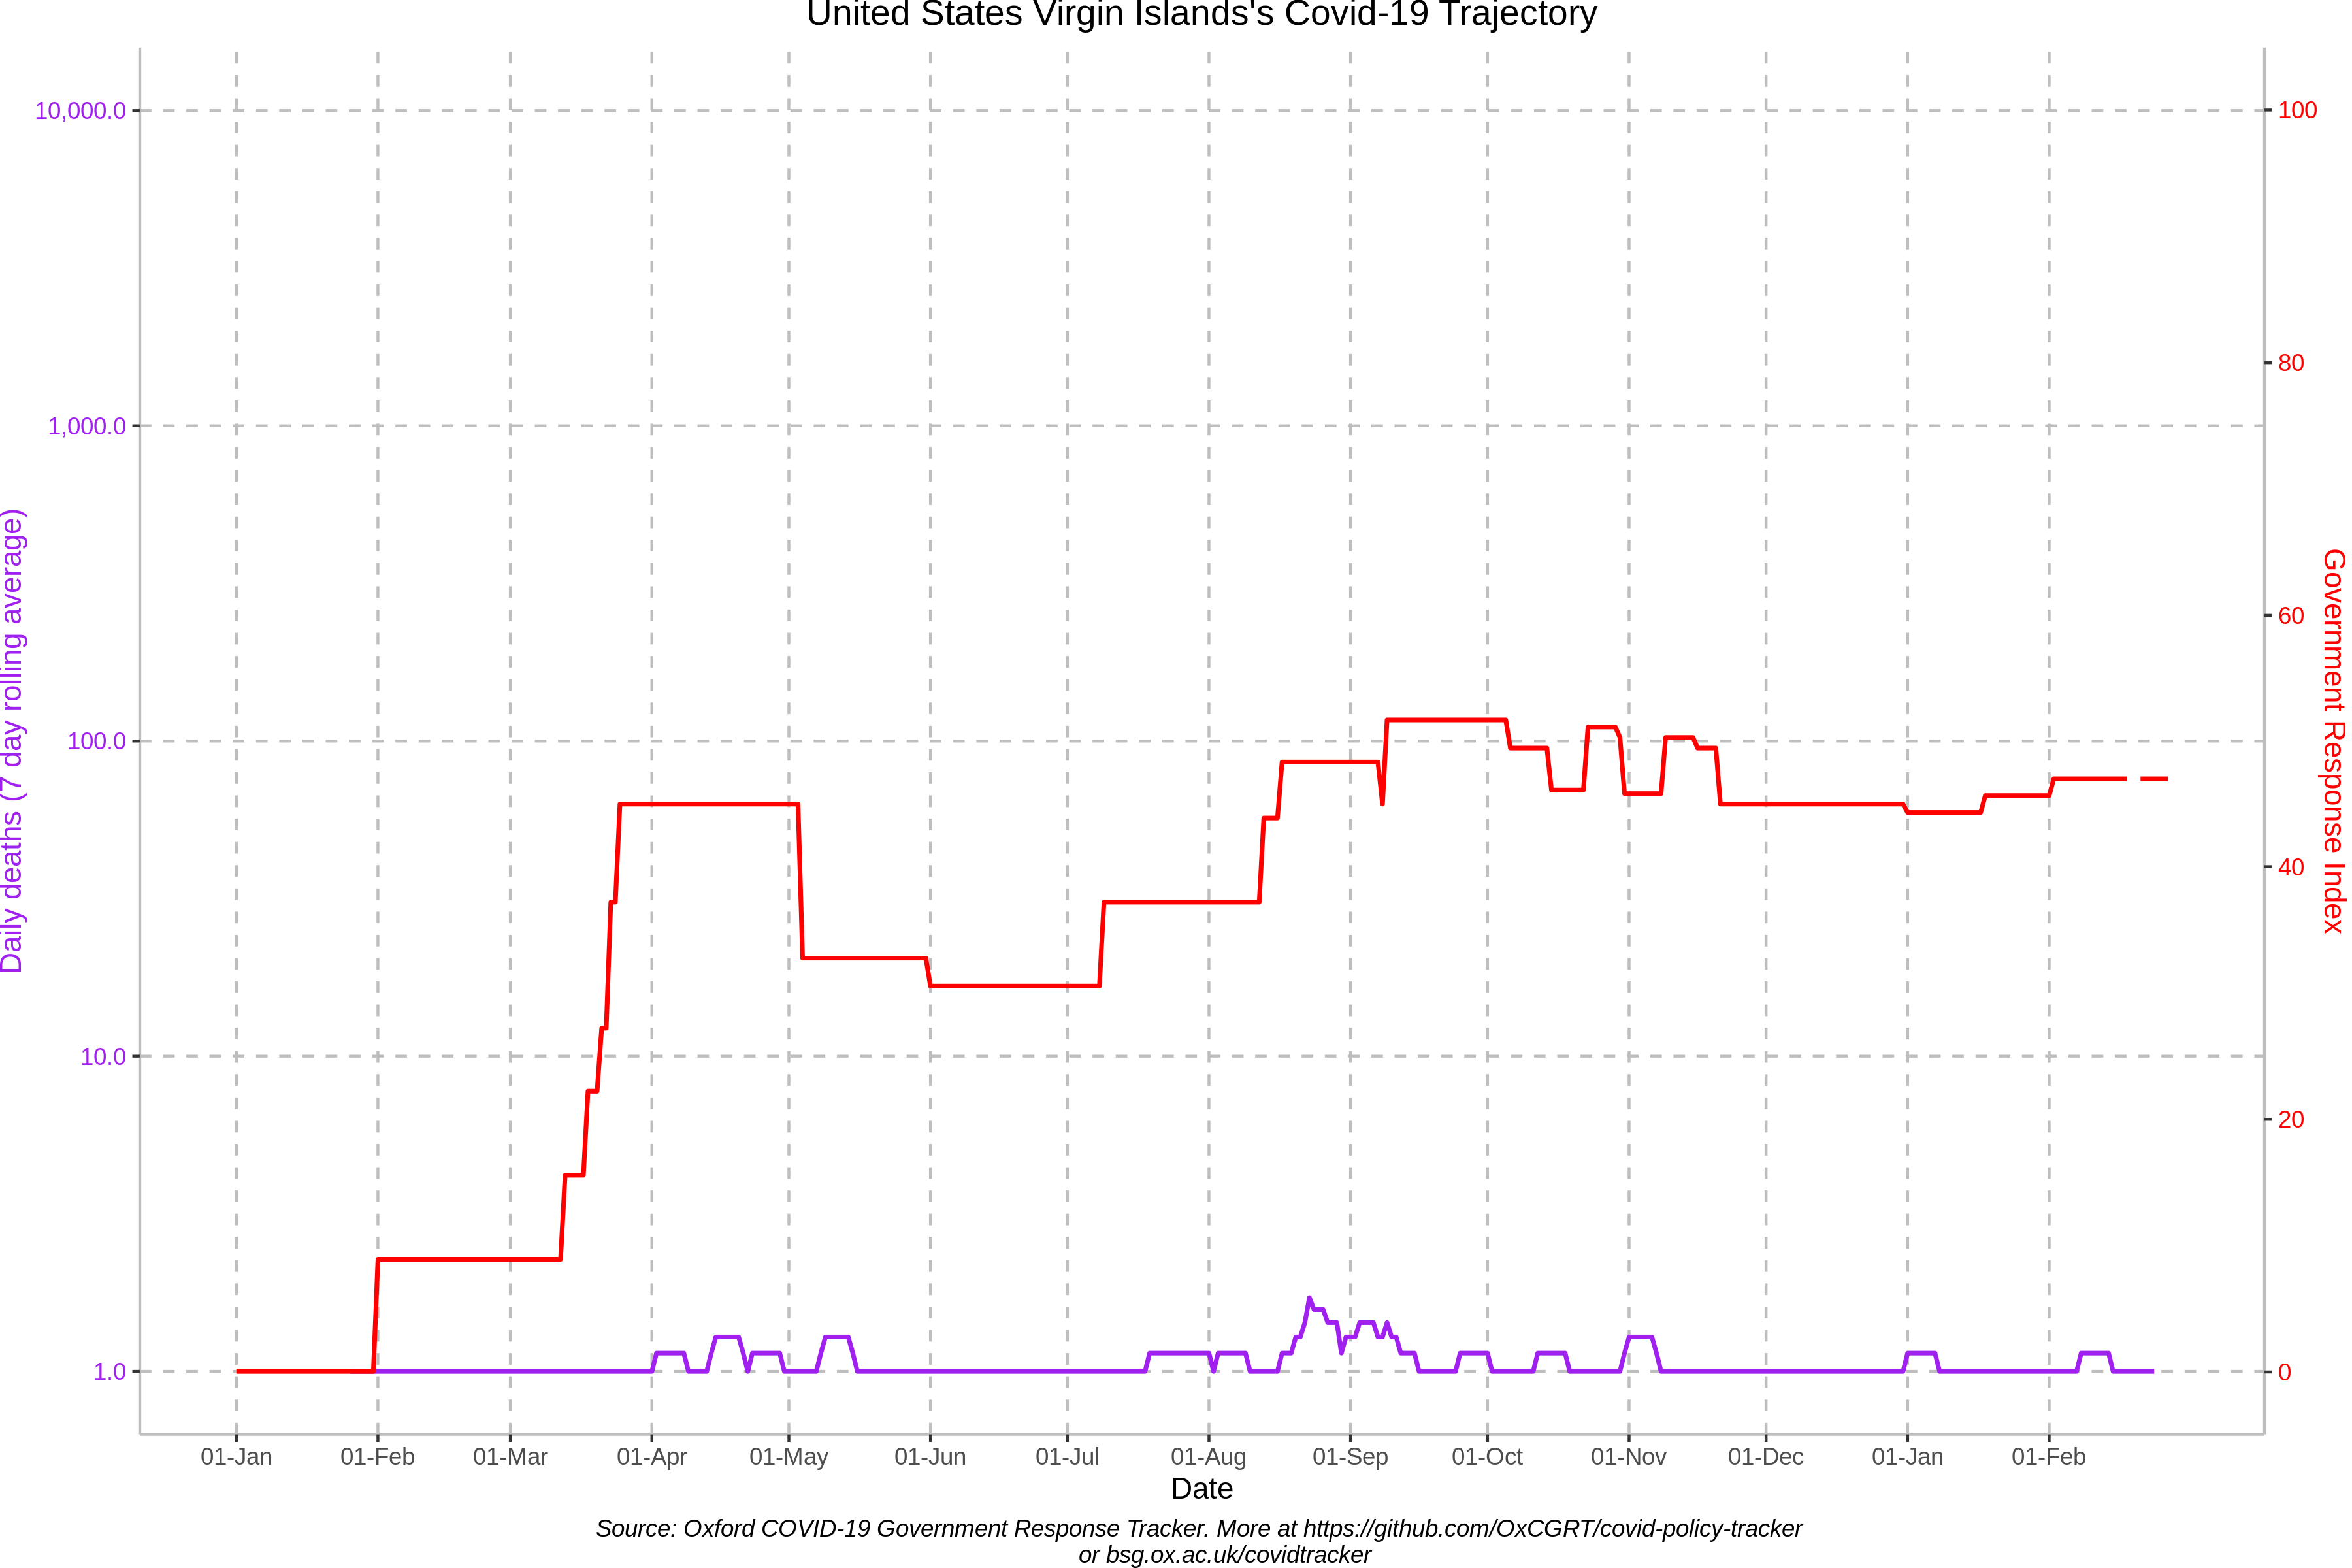 United States Virgin Islands's Covid-19 Trajectory
10,000.0
1,000.0
100.0
10.0
1.0
Daily deaths (7 day rolling average)
100
80
60
40
20
0
Government Response Index
01-Jan 01-Feb 01-Mar 01-Apr 01-May 01-Jun 01-Jul 01-Aug 01-Sep 01-Oct 01-Nov 01-Dec 01-Jan 01-Feb
Date
Source: Oxford COVID-19 Government Response Tracker. More at https://github.com/OxCGRT/covid-policy-tracker
or bsg.ox.ac.uk/covidtracker